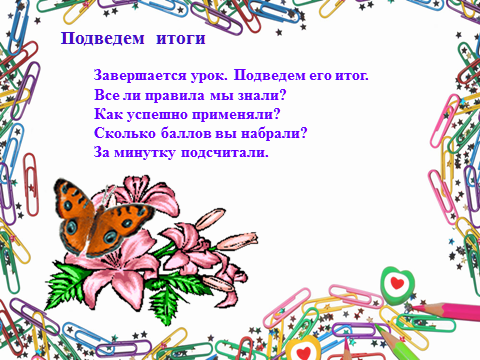 Подведем итоги
Завершается урок. Подведем его итог.
Все ли правила мы знали?
Как успешно применяли?
Сколько баллов вы набрали?
За минутку подсчитали.